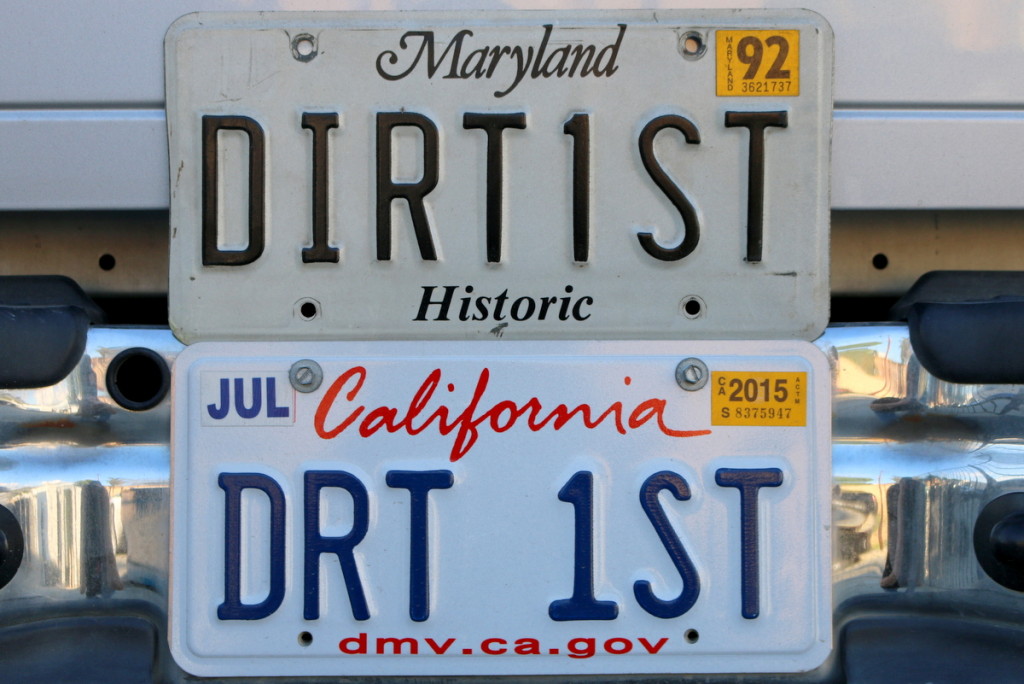 Maryland
MARYLAND 92
3621737
DIRT1ST
Historic
JUL California CA 2015
S 8375947
DRT 1ST
dmv.ca.gov